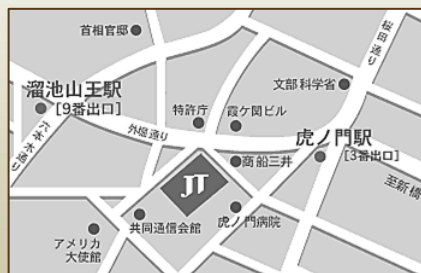 首相官邸
桜田通り
文部科学省
溜池山王駅
[9番出口]
特許庁
霞ケ関ビル
外堀通り
虎ノ門駅
[3番出口]
六本木通り
商船三井
至新橋
JT
共同通信会館
虎ノ門病院
アメリカ
大使館